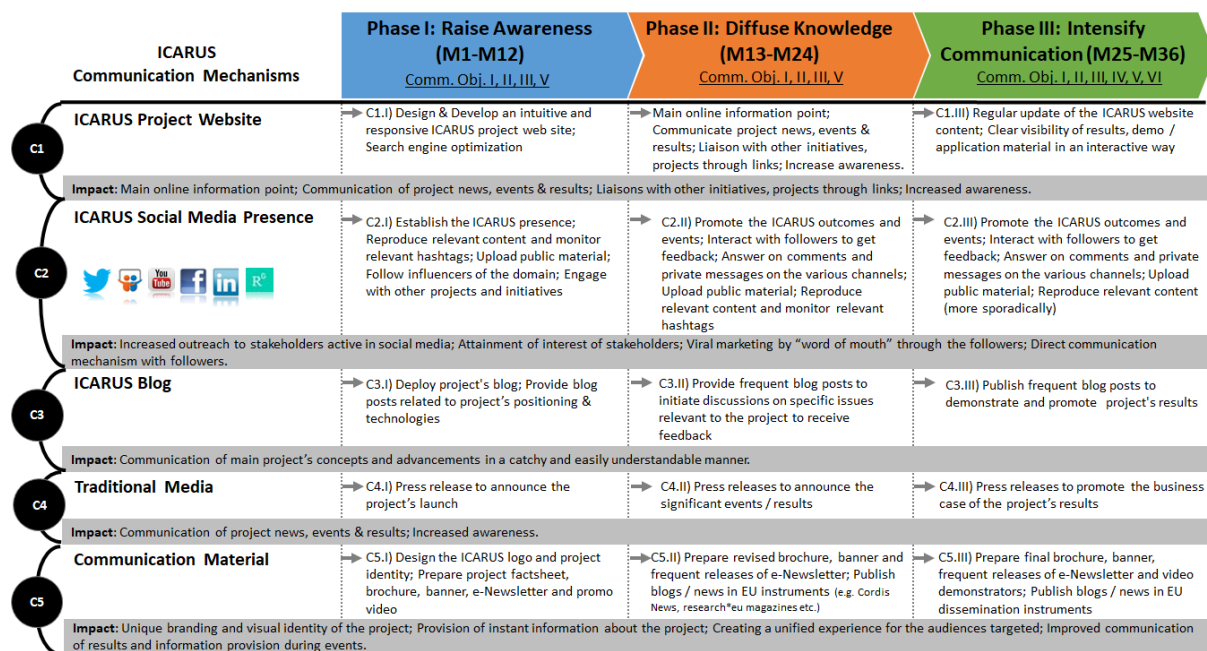 ICARUS
Communication Mechanisms
Phase I: Raise Awareness
(M1-M12)
Comm. Obj. I, II, III, V
Phase II: Diffuse Knowledge
(M13-M24)
Comm. Obj. I, II, III, V
Phase III: Intensify
Communication (M25-M36)
Comm. Obj. I, II, III, IV, V, VI
C1
ICARUS Project Website
C1.I) Design & Develop an intuitive and
responsive ICARUS project web site;
Search engine optimization
Main online information point;
Communicate project news, events &
results; Liaison with other initiatives,
projects through links; Increase awareness.
C1.III) Regular update of the ICARUS website
content; Clear visibility of results, demo /
application material in an interactive way
Impact: Main online information point; Communication of project news, events & results; Liaisons with other initiatives, projects through links; Increased awareness.
C2
ICARUS Social Media Presence
You
Tube
f
in
RG
C2.I) Establish the ICARUS presence;
Reproduce relevant content and monitor
relevant hashtags; Upload public material;
Follow influencers of the domain; Engage
with other projects and initiatives
C2.II) Promote the ICARUS outcomes and
events; Interact with followers to get
feedback; Answer on comments and
private messages on the various channels;
Upload public material; Reproduce
relevant content and monitor relevant
hashtags
C2.III) Promote the ICARUS outcomes and
events; Interact with followers to get
feedback; Answer on comments and private
messages on the various channels; Upload
public material; Reproduce relevant content
(more sporadically)
Impact: Increased outreach to stakeholders active in social media; Attainment of interest of stakeholders; Viral marketing by “word of mouth” through the followers; Direct communication
mechanism with followers.
C3
ICARUS Blog
C3.I) Deploy project's blog; Provide blog
posts related to project’s positioning &
technologies
C3.II) Provide frequent blog posts to
initiate discussions on specific issues
relevant to the project to receive
feedback
C3.III) Publish frequent blog posts to
demonstrate and promote project's results
Impact: Communication of main project’s concepts and advancements in a catchy and easily understandable manner.
C4
Traditional Media
C4.I) Press release to announce the
project’s launch
C4.II) Press releases to announce the
significant events / results
C4.III) Press releases to promote the business
case of the project’s results
Impact: Communication of project news, events & results; Increased awareness.
C5
Communication Material
C5.I) Design the ICARUS logo and project
identity; Prepare project factsheet,
brochure, banner, e-Newsletter and promo
video
C5.II) Prepare revised brochure, banner and
frequent releases of e-Newsletter; Publish
blogs / news in EU instruments (e.g. Cordis
News, research*eu magazines etc.)
C5.III) Prepare final brochure, banner,
frequent releases of e-Newsletter and video
demonstrators; Publish blogs / news in EU
dissemination instruments
Impact: Unique branding and visual identity of the project; Provision of instant information about the project; Creating a unified experience for the audiences targeted; Improved communication
of results and information provision during events.